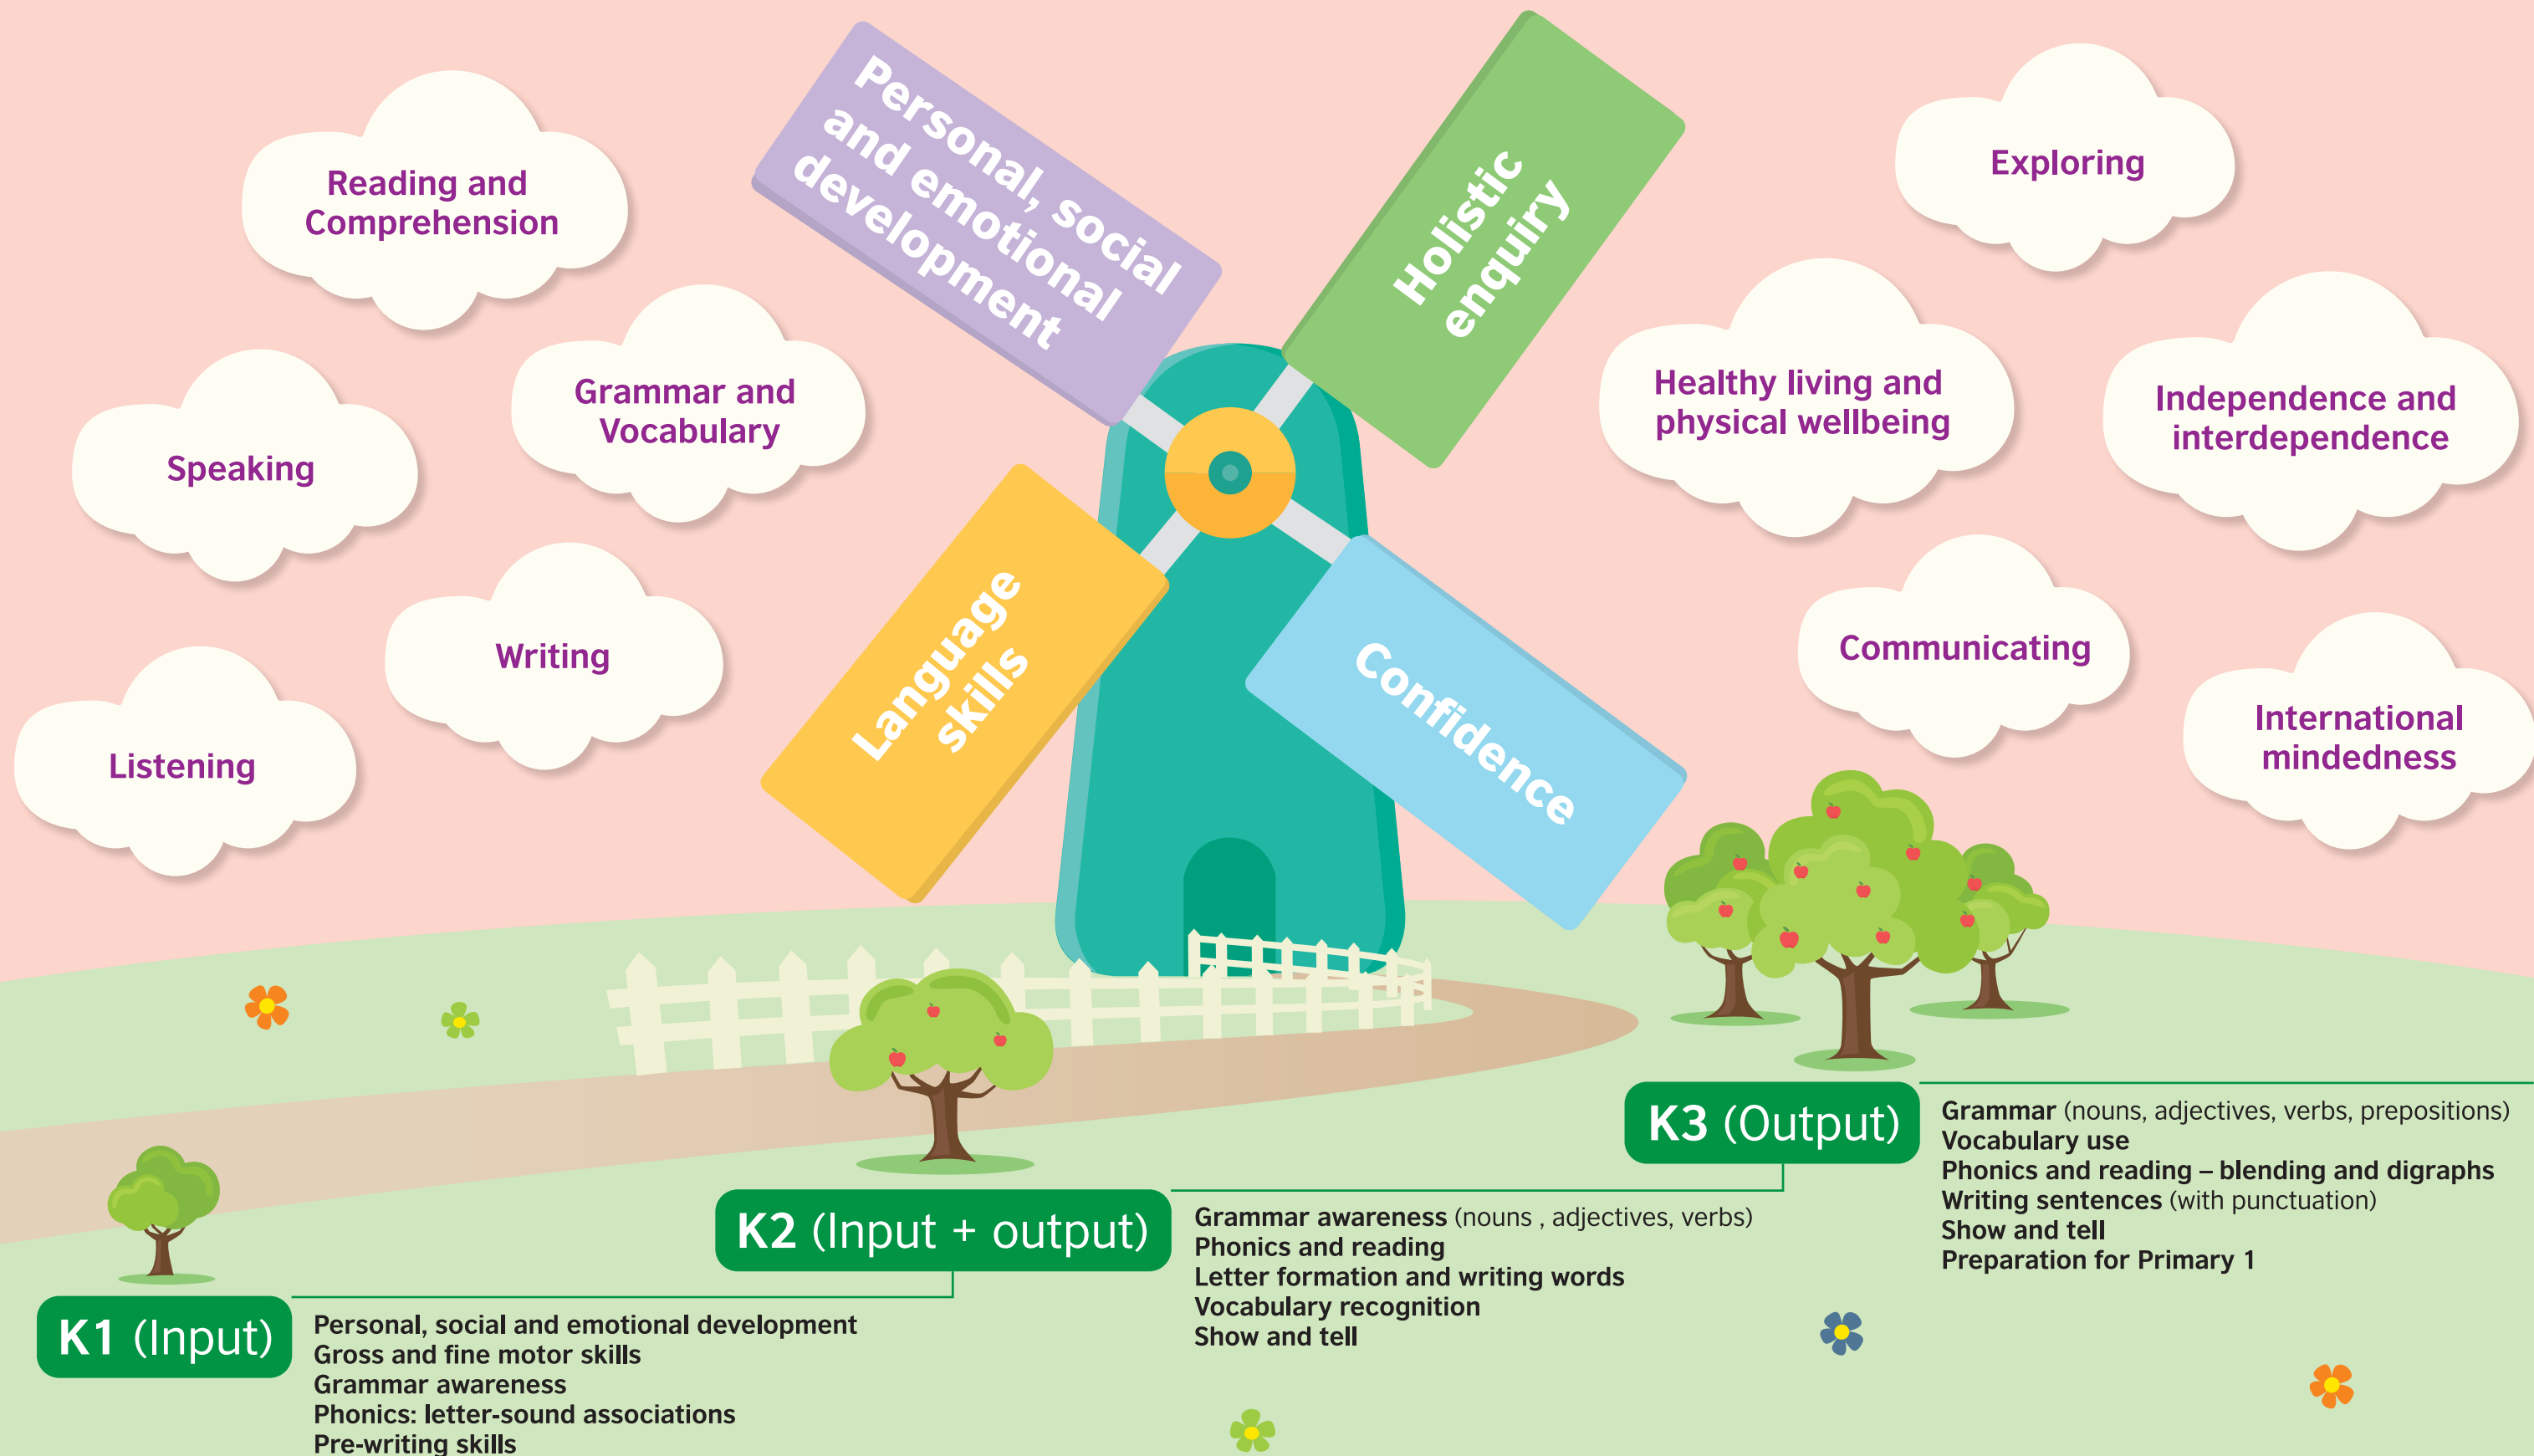 Reading and
Comprehension
Speaking
Grammar and
Vocabulary
Writing
Listening
Personal, social
and emotional
development
Holistic
enquiry
Language
skills
Confidence
Exploring
Healthy living and
physical wellbeing
Independence and
interdependence
Communicating
International
mindedness
K1 (Input)
Personal, social and emotional development
Gross and fine motor skills
Grammar awareness
Phonics: letter-sound associations
Pre-writing skills
K2 (Input + output)
Grammar awareness (nouns , adjectives, verbs)
Phonics and reading
Letter formation and writing words
Vocabulary recognition
Show and tell
K3 (Output)
Grammar (nouns, adjectives, verbs, prepositions)
Vocabulary use
Phonics and reading – blending and digraphs
Writing sentences (with punctuation)
Show and tell
Preparation for Primary 1